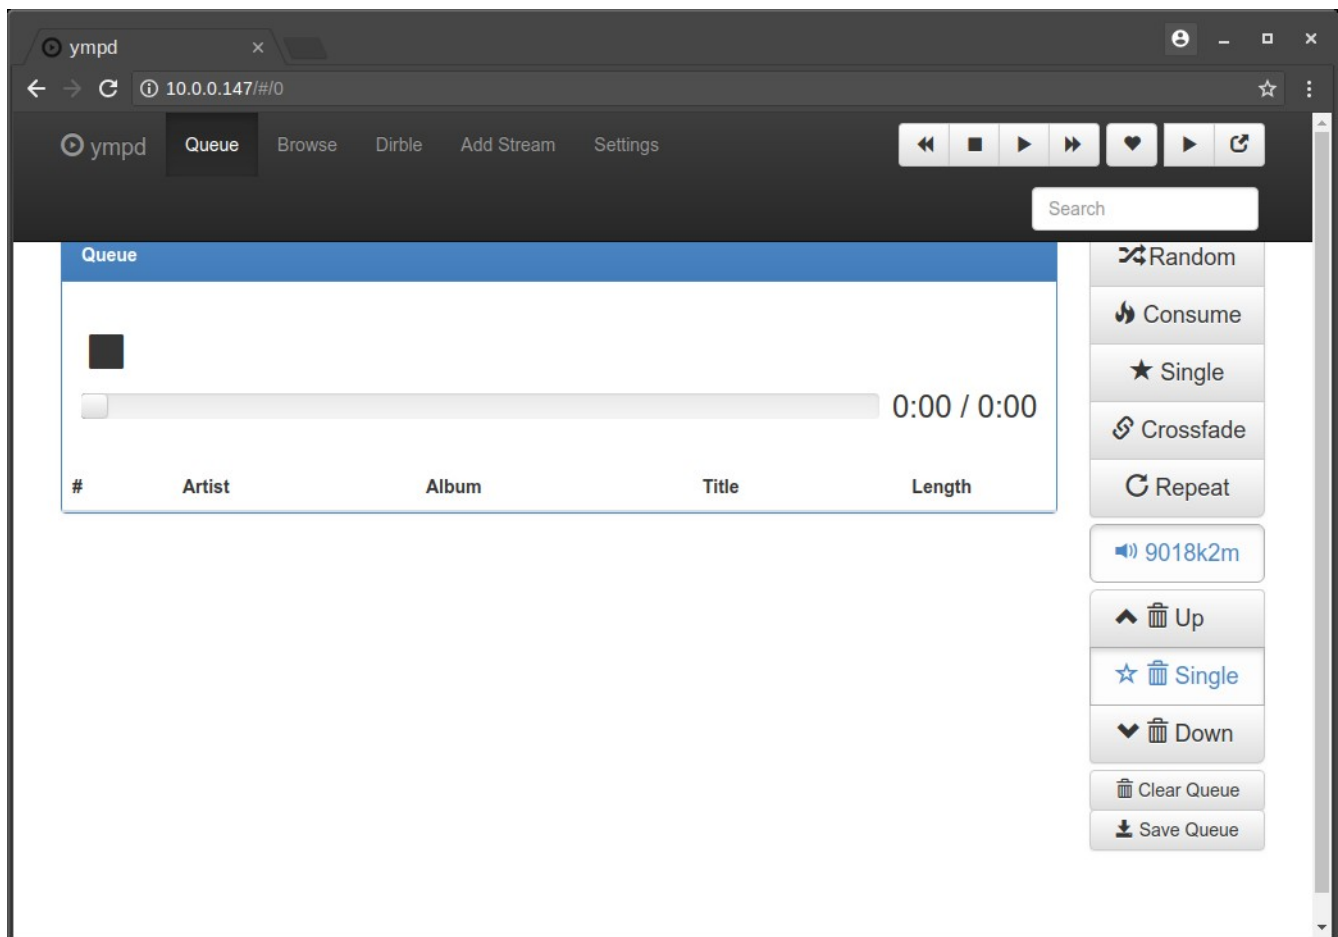 ympd
10.0.0.147/#/0
ympd Queue Browse Dirble Add Stream Settings
Search
Queue
0:00 / 0:00
# Artist Album Title Length
Random
Consume
Single
Crossfade
Repeat
9018k2m
Up
Single
Down
Clear Queue
Save Queue